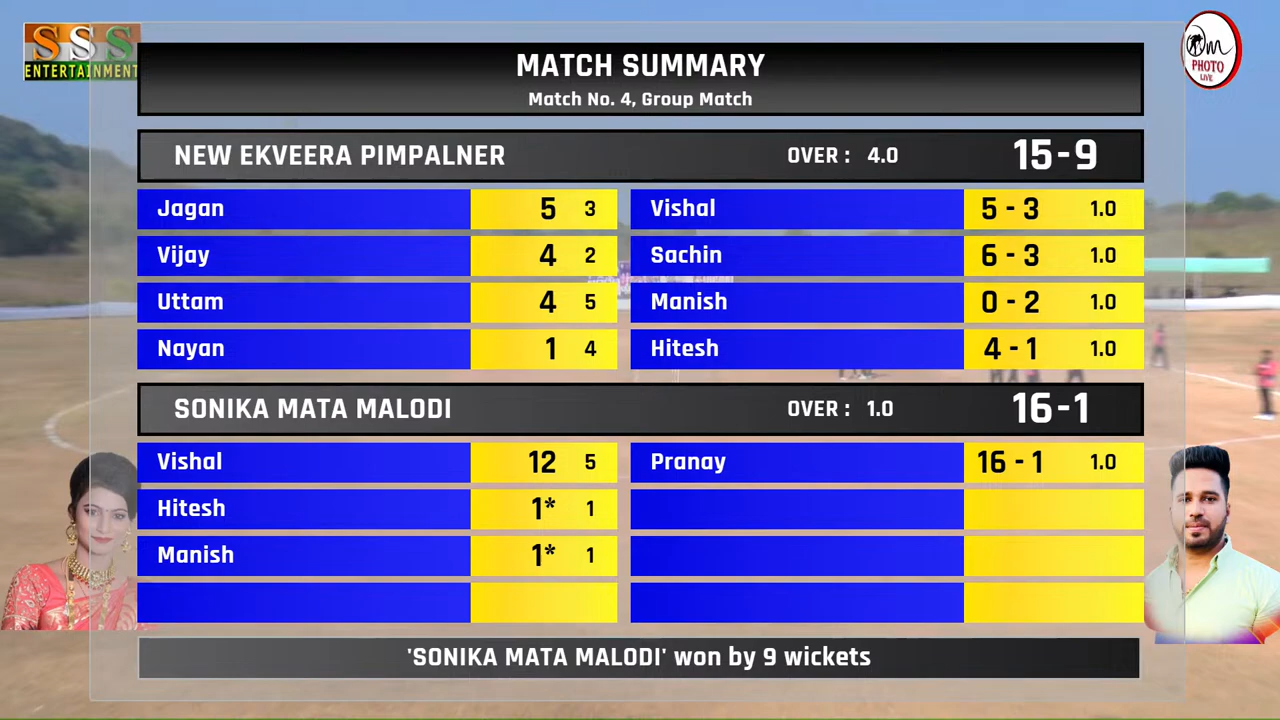 SSS
ENTERTAINMENT
Om
PHOTO
LIVE
MATCH SUMMARY
Match No. 4, Group Match
NEW EKVEERA PIMPALNER OVER : 4.0 15-9
Jagan 5 3 Vishal 5 - 3 1.0
Vijay 4 2 Sachin 6 - 3 1.0
Uttam 4 5 Manish 0 - 2 1.0
Nayan 1 4 Hitesh 4 - 1 1.0
SONIKA MATA MALODI OVER : 1.0 16-1
Vishal 12 5 Pranay 16 - 1 1.0
Hitesh 1* 1
Manish 1* 1
'SONIKA MATA MALODI' won by 9 wickets